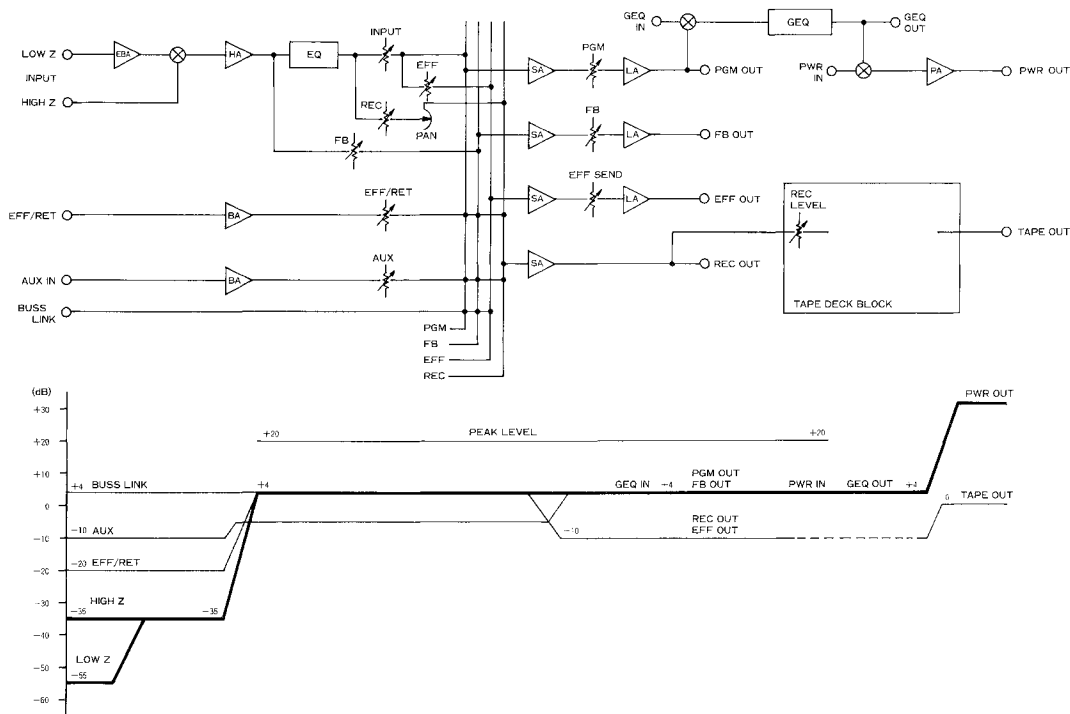 GEQ IN
GEQ
GEQ OUT
LOW Z
EBA
HA
EQ
INPUT
PGM
SA
LA
PGM OUT
PWR IN
PA
PWR OUT
INPUT
EFF
HIGH Z
REC
PAN
FB
FB
SA
LA
FB OUT
EFF SEND
REC LEVEL
EFF/RET
BA
EFF/RET
SA
LA
EFF OUT
TAPE OUT
AUX IN
BA
AUX
SA
REC OUT
BUSS LINK
TAPE DECK BLOCK
PGM
FB
EFF
REC
(dB)
PWR OUT
+30
+20
+20
PEAK LEVEL
+20
+10
+4 BUSS LINK
+4
GEQ IN +4
PGM OUT
FB OUT
PWR IN
GEQ OUT
+4
0
0
TAPE OUT
-10
-10 AUX
-10
REC OUT
EFF OUT
-20
-20 EFF/RET
-30
-35 HIGH Z
-35
-40
-50
LOW Z
-55
-60